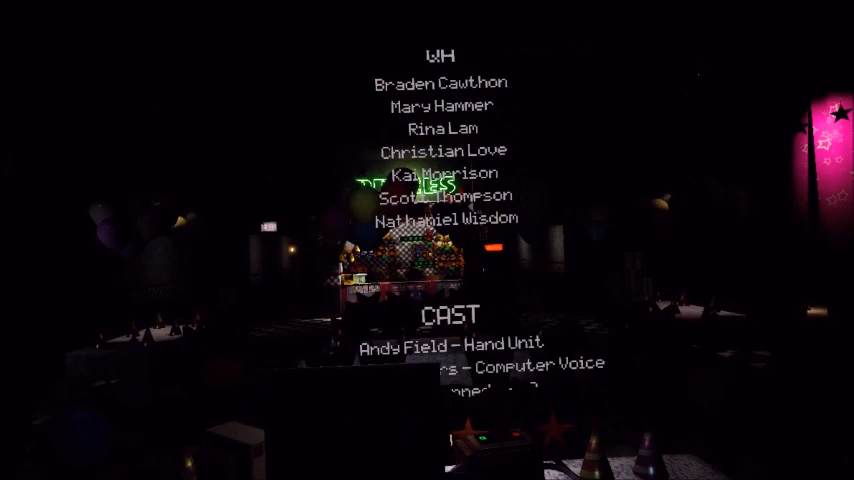 WH
Braden Cawthon
Mary Hammer
Rina Lam
Christian Love
Kai Morrison
Scott Thompson
Nathaniel Wisdom
CAST
Andy Field - Hand Unit
- Computer Voice